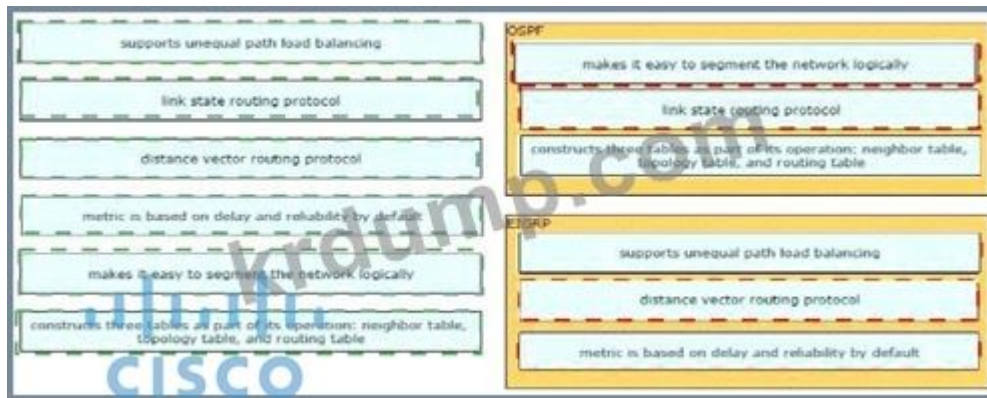 supports unequal path load balancing
link state routing protocol
distance vector routing protocol
metric is based on delay and reliability by default
makes it easy to segment the network logically
constructs three tables as part of its operation: neighbor table,
topology table, and routing table
CISCO
OSPF
makes it easy to segment the network logically
link state routing protocol
constructs three tables as part of its operation: neighbor table,
topology table, and routing table
EIGRP
supports unequal path load balancing
distance vector routing protocol
metric is based on delay and reliability by default
krdump.com